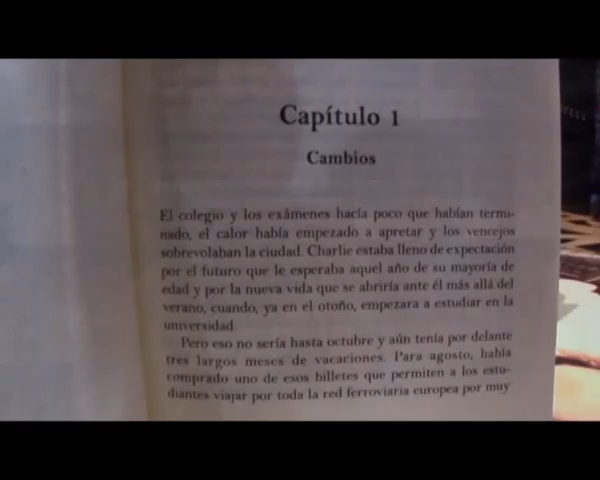 Capítulo 1
Cambios
El colegio y los exámenes hacía poco que habían termi-
nado, el calor había empezado a apretar y los vencejos
sobrevolaban la ciudad. Charlie estaba lleno de expectación
por el futuro que le esperaba aquel año de su mayoría de
edad y por la nueva vida que se abriría ante él más allá del
verano, cuando, ya en el otoño, empezara a estudiar en la
universidad.
Pero eso no sería hasta octubre y aún tenía por delante
tres largos meses de vacaciones. Para agosto, había
comprado uno de esos billetes que permiten a los estu-
diantes viajar por toda la red ferroviaria europea por muy